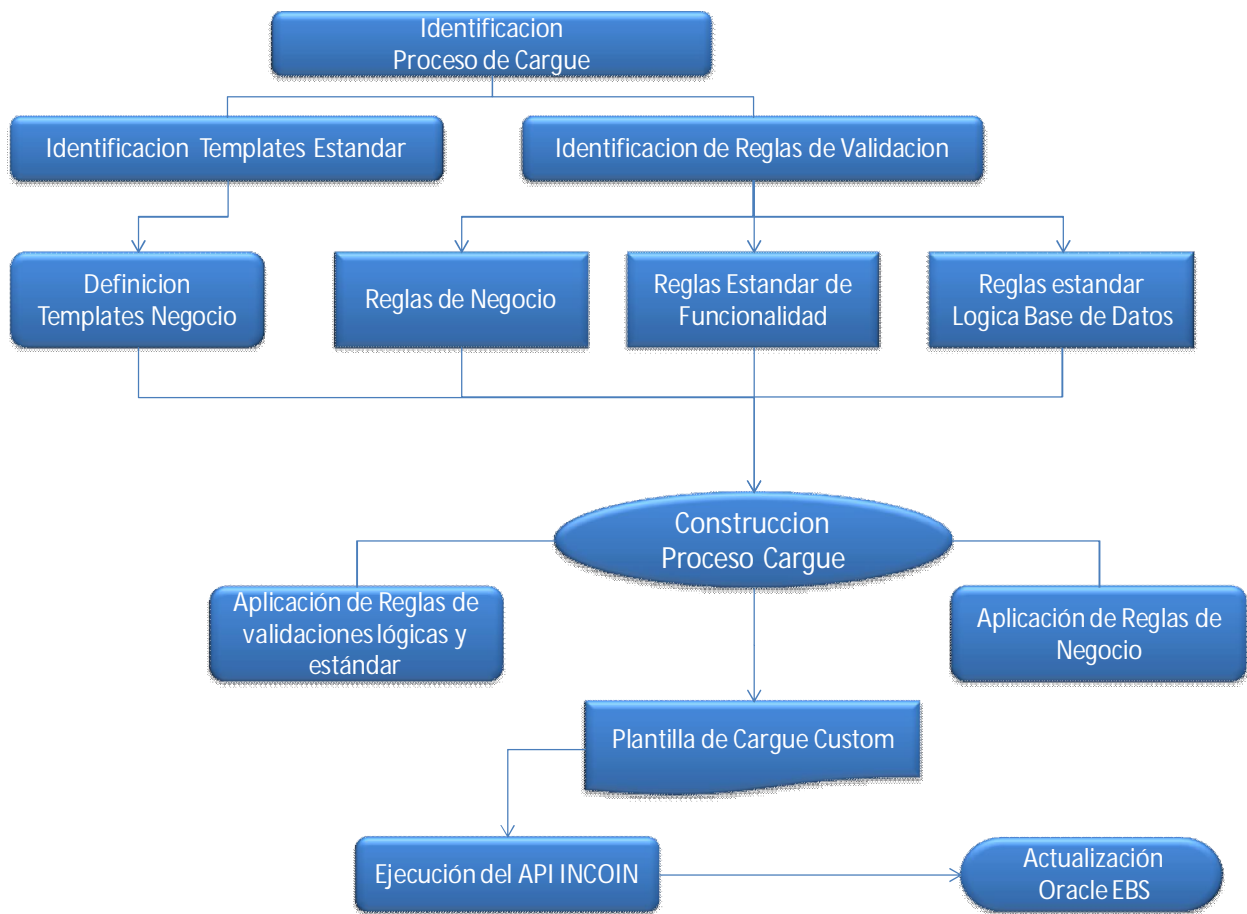 Identificacion
Proceso de Cargue
Identificacion Templates Estandar
Identificacion de Reglas de Validacion
Definicion
Templates Negocio
Reglas de Negocio
Reglas Estandar de
Funcionalidad
Reglas estandar
Logica Base de Datos
Construccion
Proceso Cargue
Aplicación de Reglas de
validaciones lógicas y
estándar
Aplicación de Reglas de
Negocio
Plantilla de Cargue Custom
Ejecución del API INCOIN
Actualización
Oracle EBS